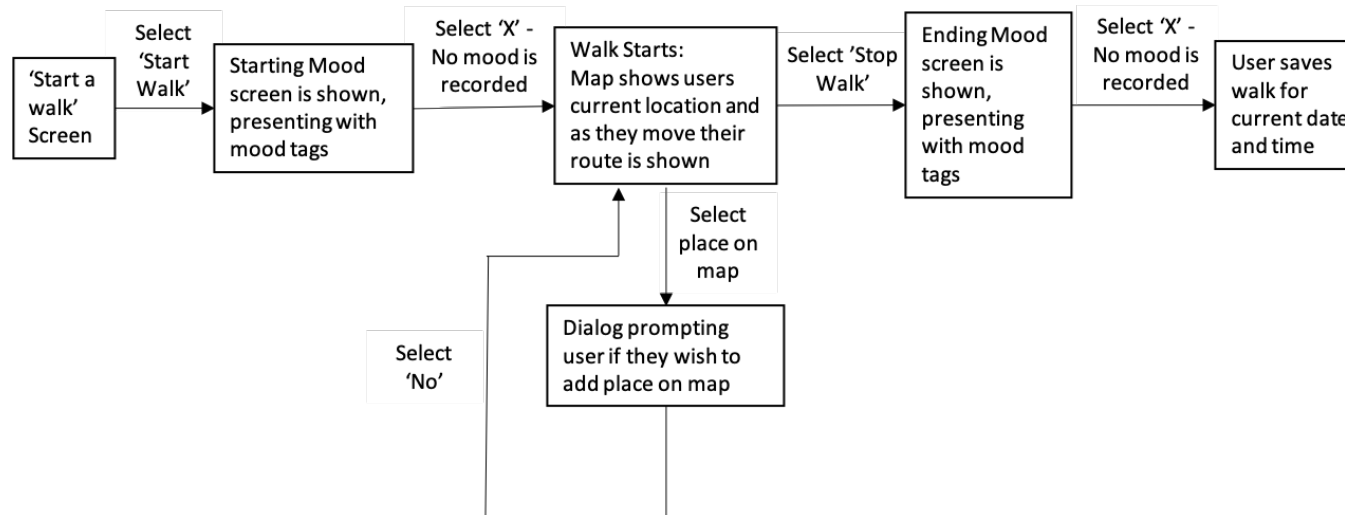 ‘Start a
walk’
Screen
Select
‘Start
Walk’
Starting Mood
screen is shown,
presenting with
mood tags
Select ‘X’ -
No mood is
recorded
Walk Starts:
Map shows users
current location and
as they move their
route is shown
Select ’Stop
Walk’
Ending Mood
screen is
shown,
presenting
with mood
tags
Select ‘X’ -
No mood is
recorded
User saves
walk for
current date
and time
Select
place on
map
Dialog prompting
user if they wish to
add place on map
Select
‘No’